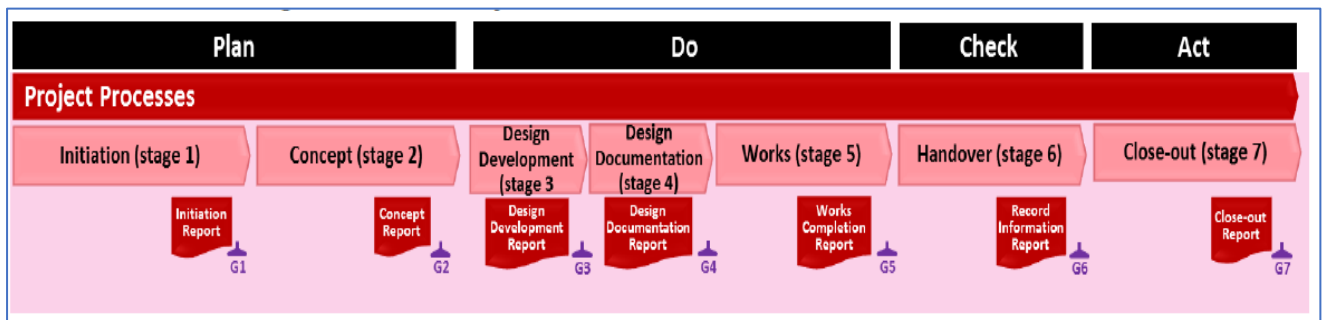 Plan
Do
Check
Act
Project Processes
Initiation (stage 1)
Concept (stage 2)
Design
Development
(stage 3
Design
Documentation
(stage 4)
Works (stage 5)
Handover (stage 6)
Close-out (stage 7)
Initiation
Report
G1
Concept
Report
G2
Design
Development
Report
G3
Design
Documentation
Report
G4
Works
Completion
Report
G5
Record
Information
Report
G6
Close-out
Report
G7